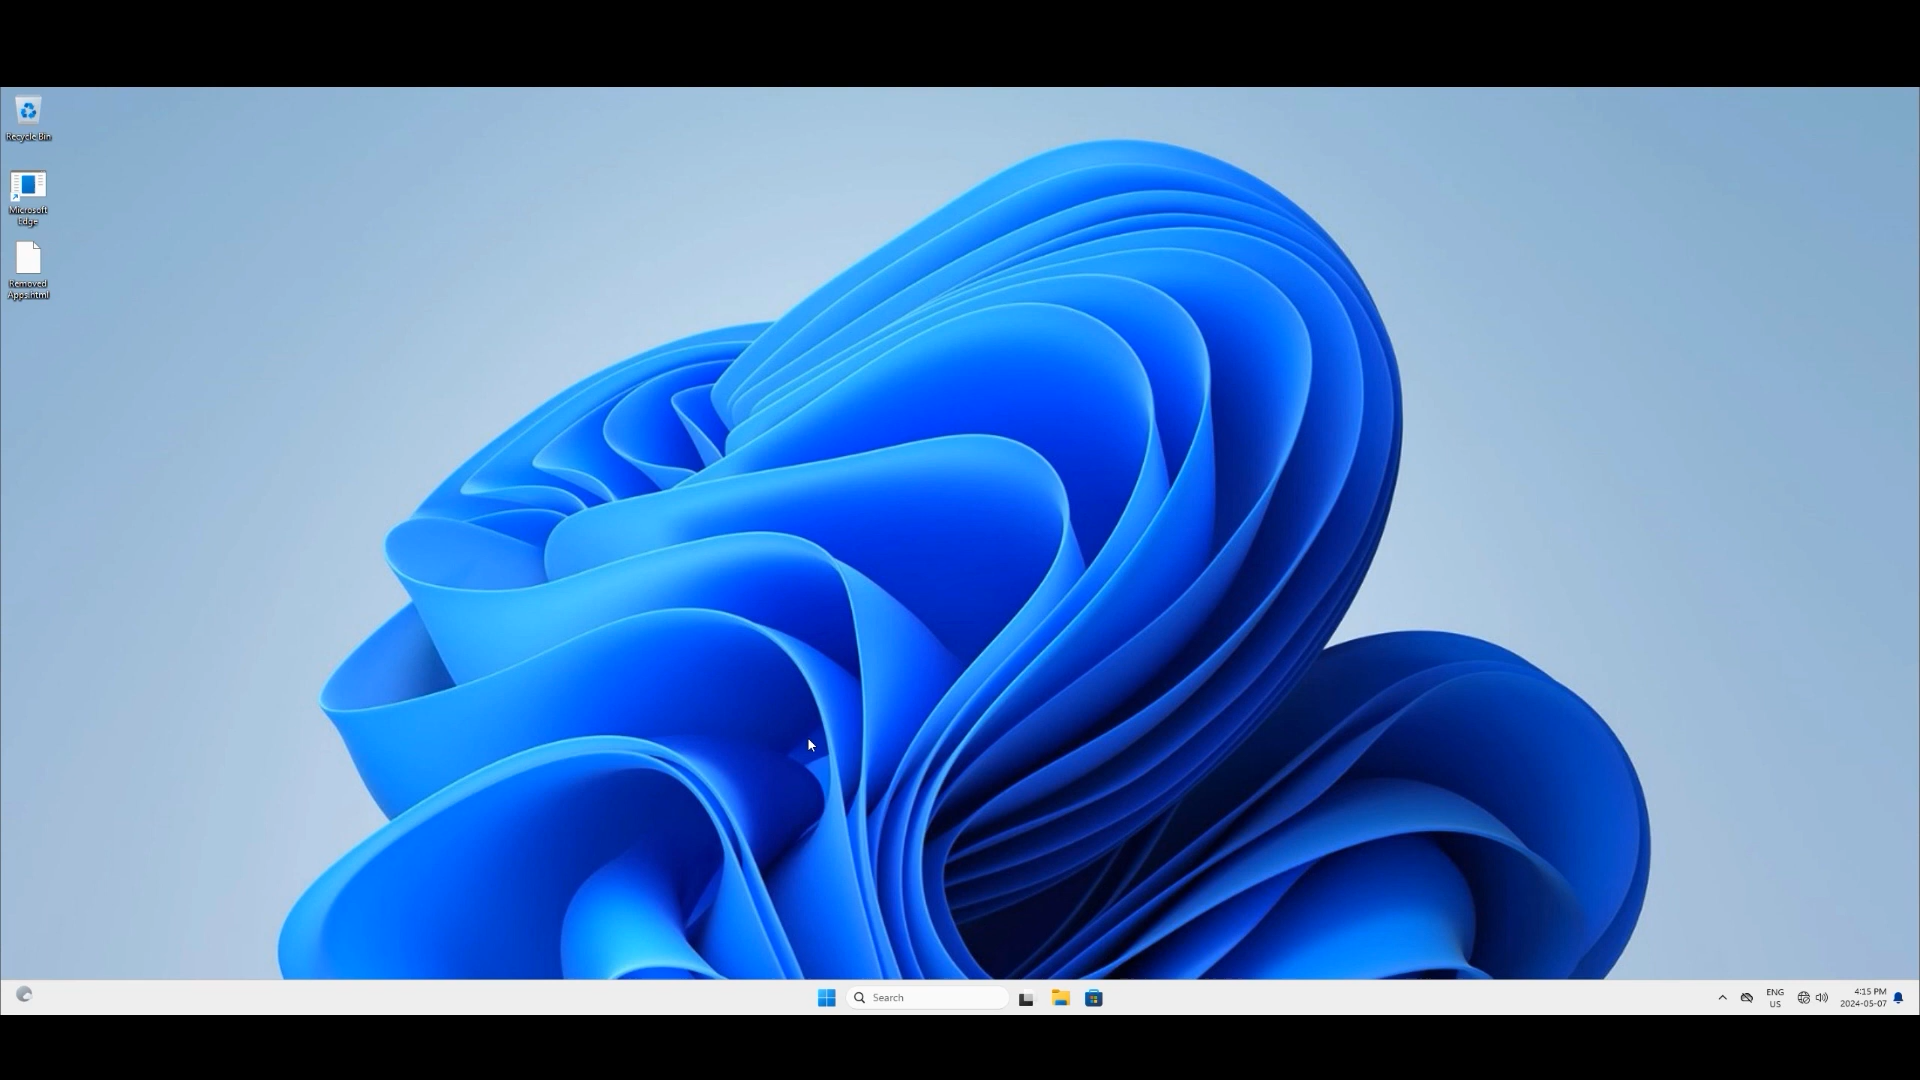 Recycle Bin
Microsoft
Edge
Removed
Apps.html
Search
ENG
US
4:15 PM
2024-05-07